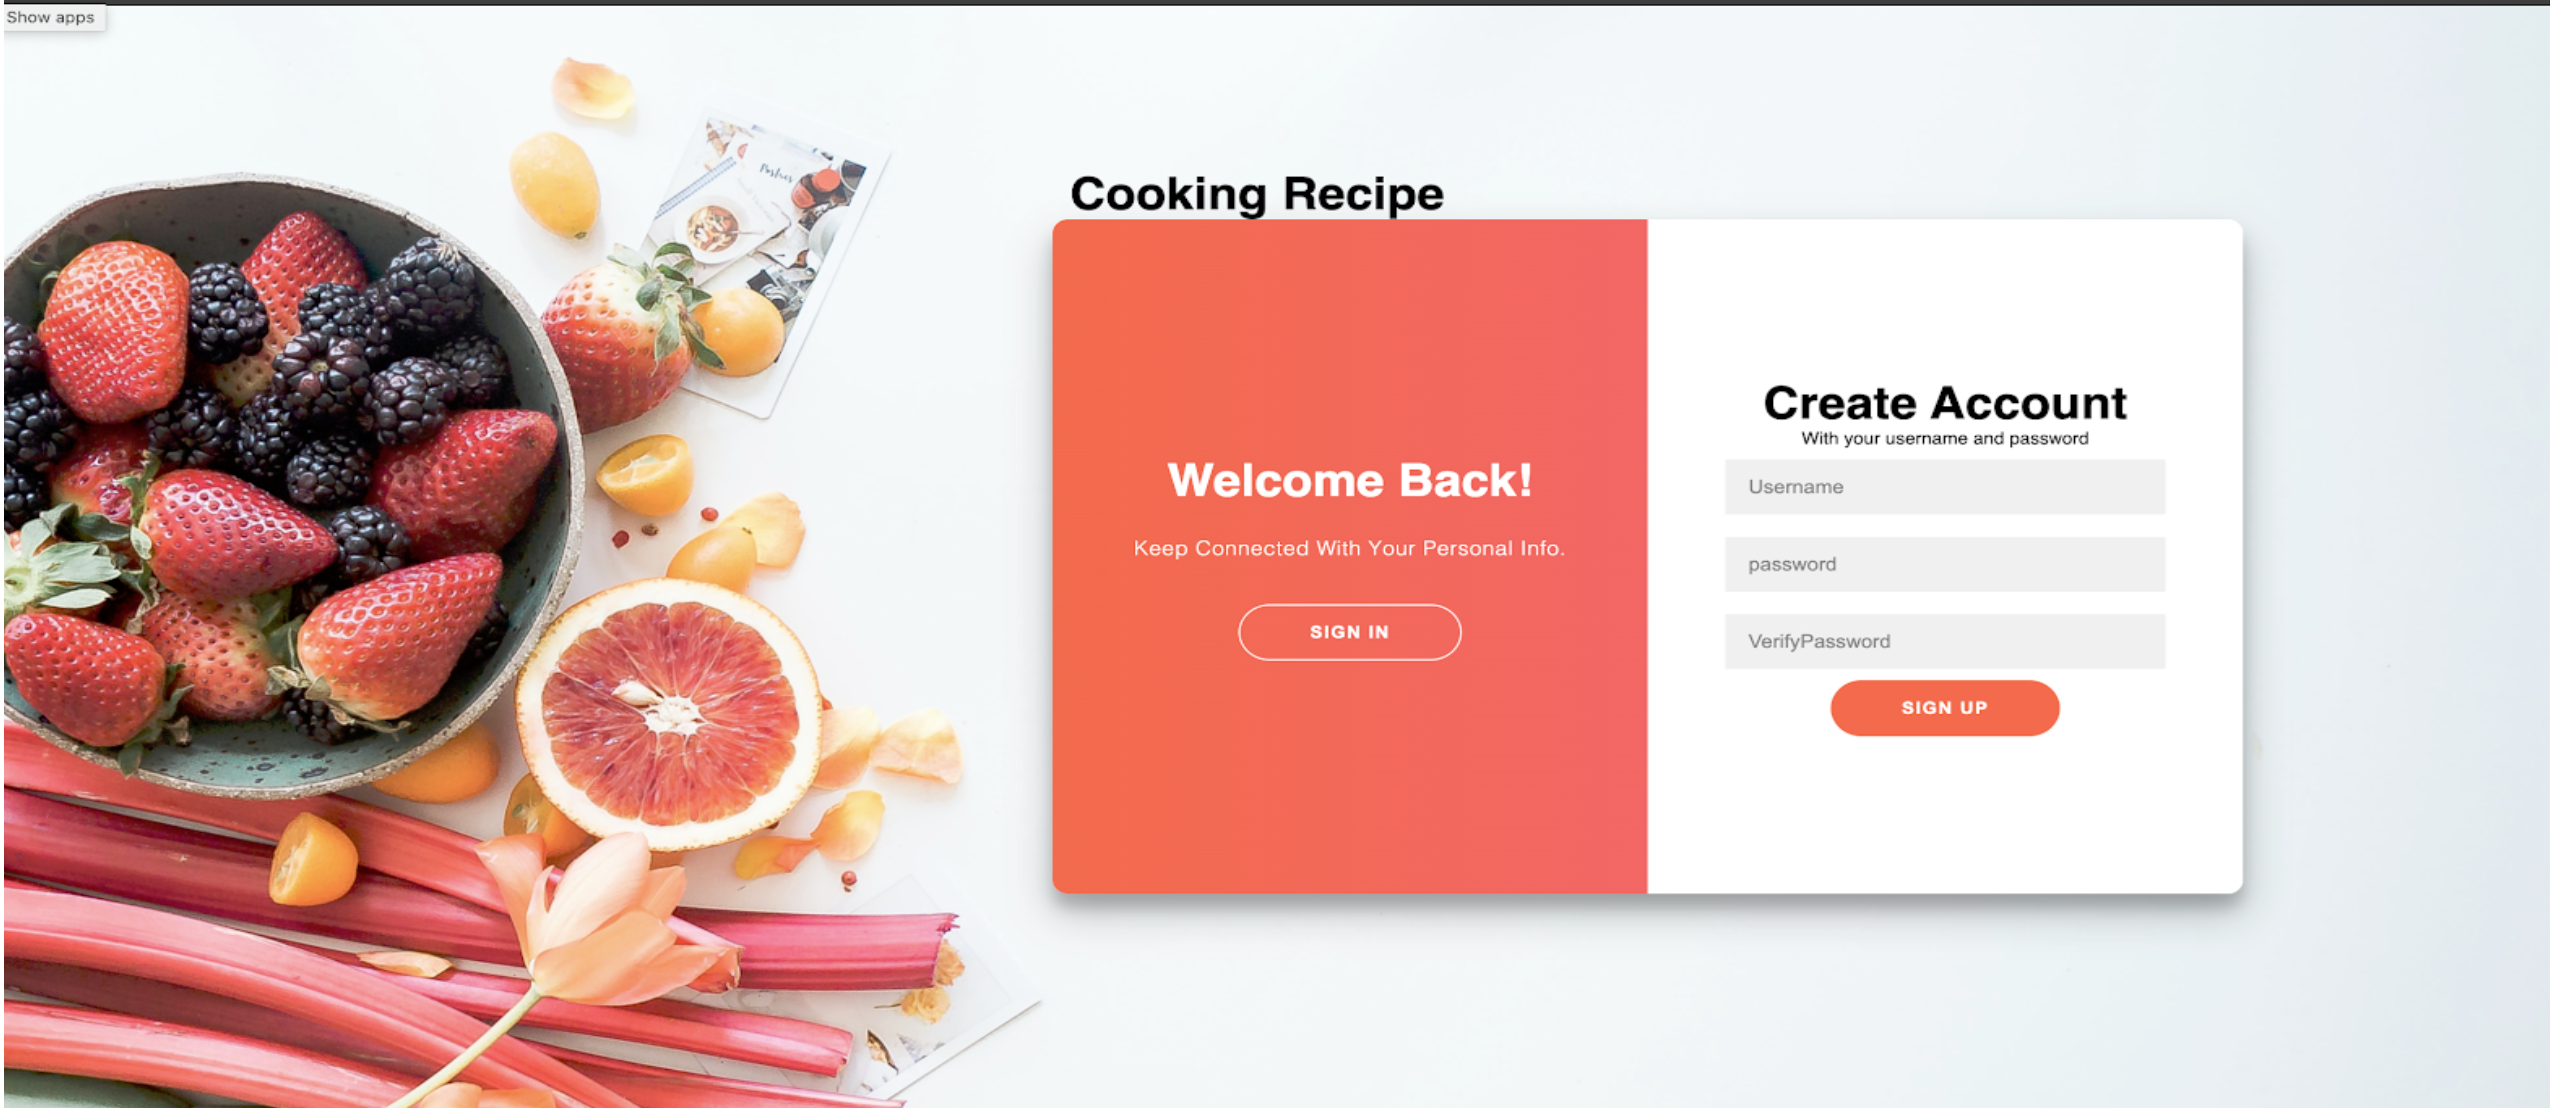 Show apps
Cooking Recipe
Welcome Back!
Keep Connected With Your Personal Info.
SIGN IN
Create Account
With your username and password
Username
password
VerifyPassword
SIGN UP